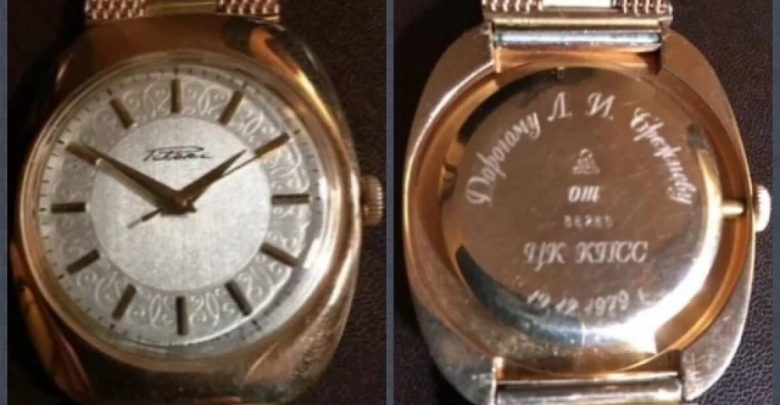 Ракета
Дорогому Л. И. Брежневу
от
ЦК КПСС
19.12.1979 г